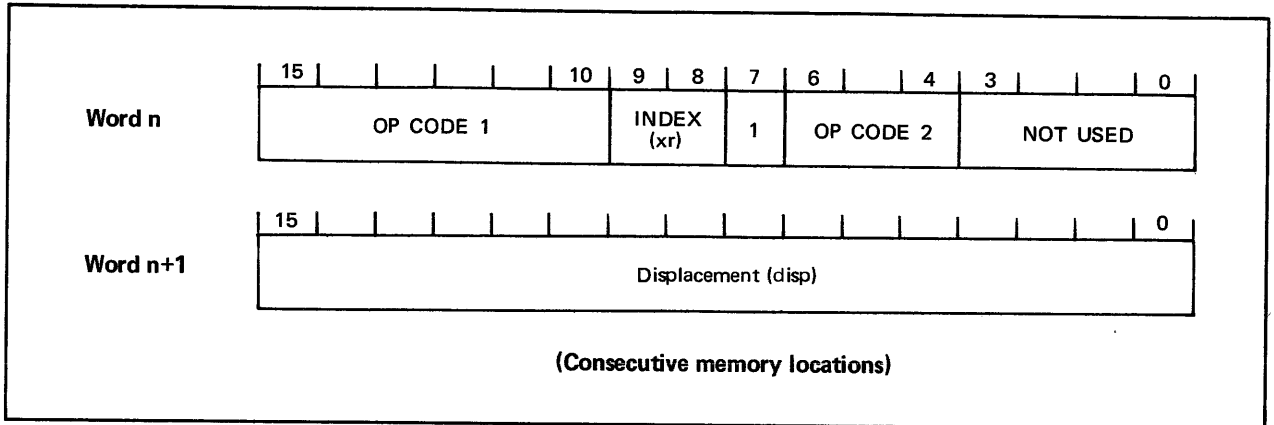 15 10 9 8 7 6 4 3 0
Word n
OP CODE 1 INDEX (xr) 1 OP CODE 2 NOT USED
15 0
Word n+1
Displacement (disp)
(Consecutive memory locations)